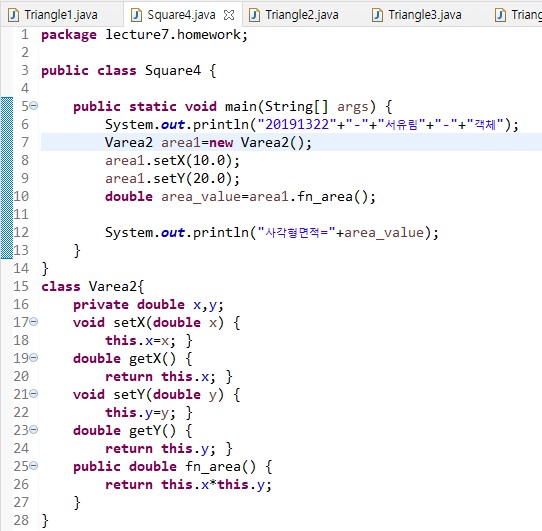 Triangle1.java Square4.java Triangle2.java Triangle3.java Triang
1 package lecture7.homework;
2
3 public class Square4 {
4
5 public static void main(String[] args) {
6 System.out.println("20191322"+"-"+"서유림"+"-"+"객체");
7 Varea2 area1=new Varea2();
8 area1.setX(10.0);
9 area1.setY(20.0);
10 double area_value=area1.fn_area();
11
12 System.out.println("사각형면적="+area_value);
13 }
14 }
15 class Varea2{
16 private double x,y;
17 void setX(double x) {
18 this.x=x; }
19 double getX() {
20 return this.x; }
21 void setY(double y) {
22 this.y=y; }
23 double getY() {
24 return this.y; }
25 public double fn_area() {
26 return this.x*this.y;
27 }
28 }